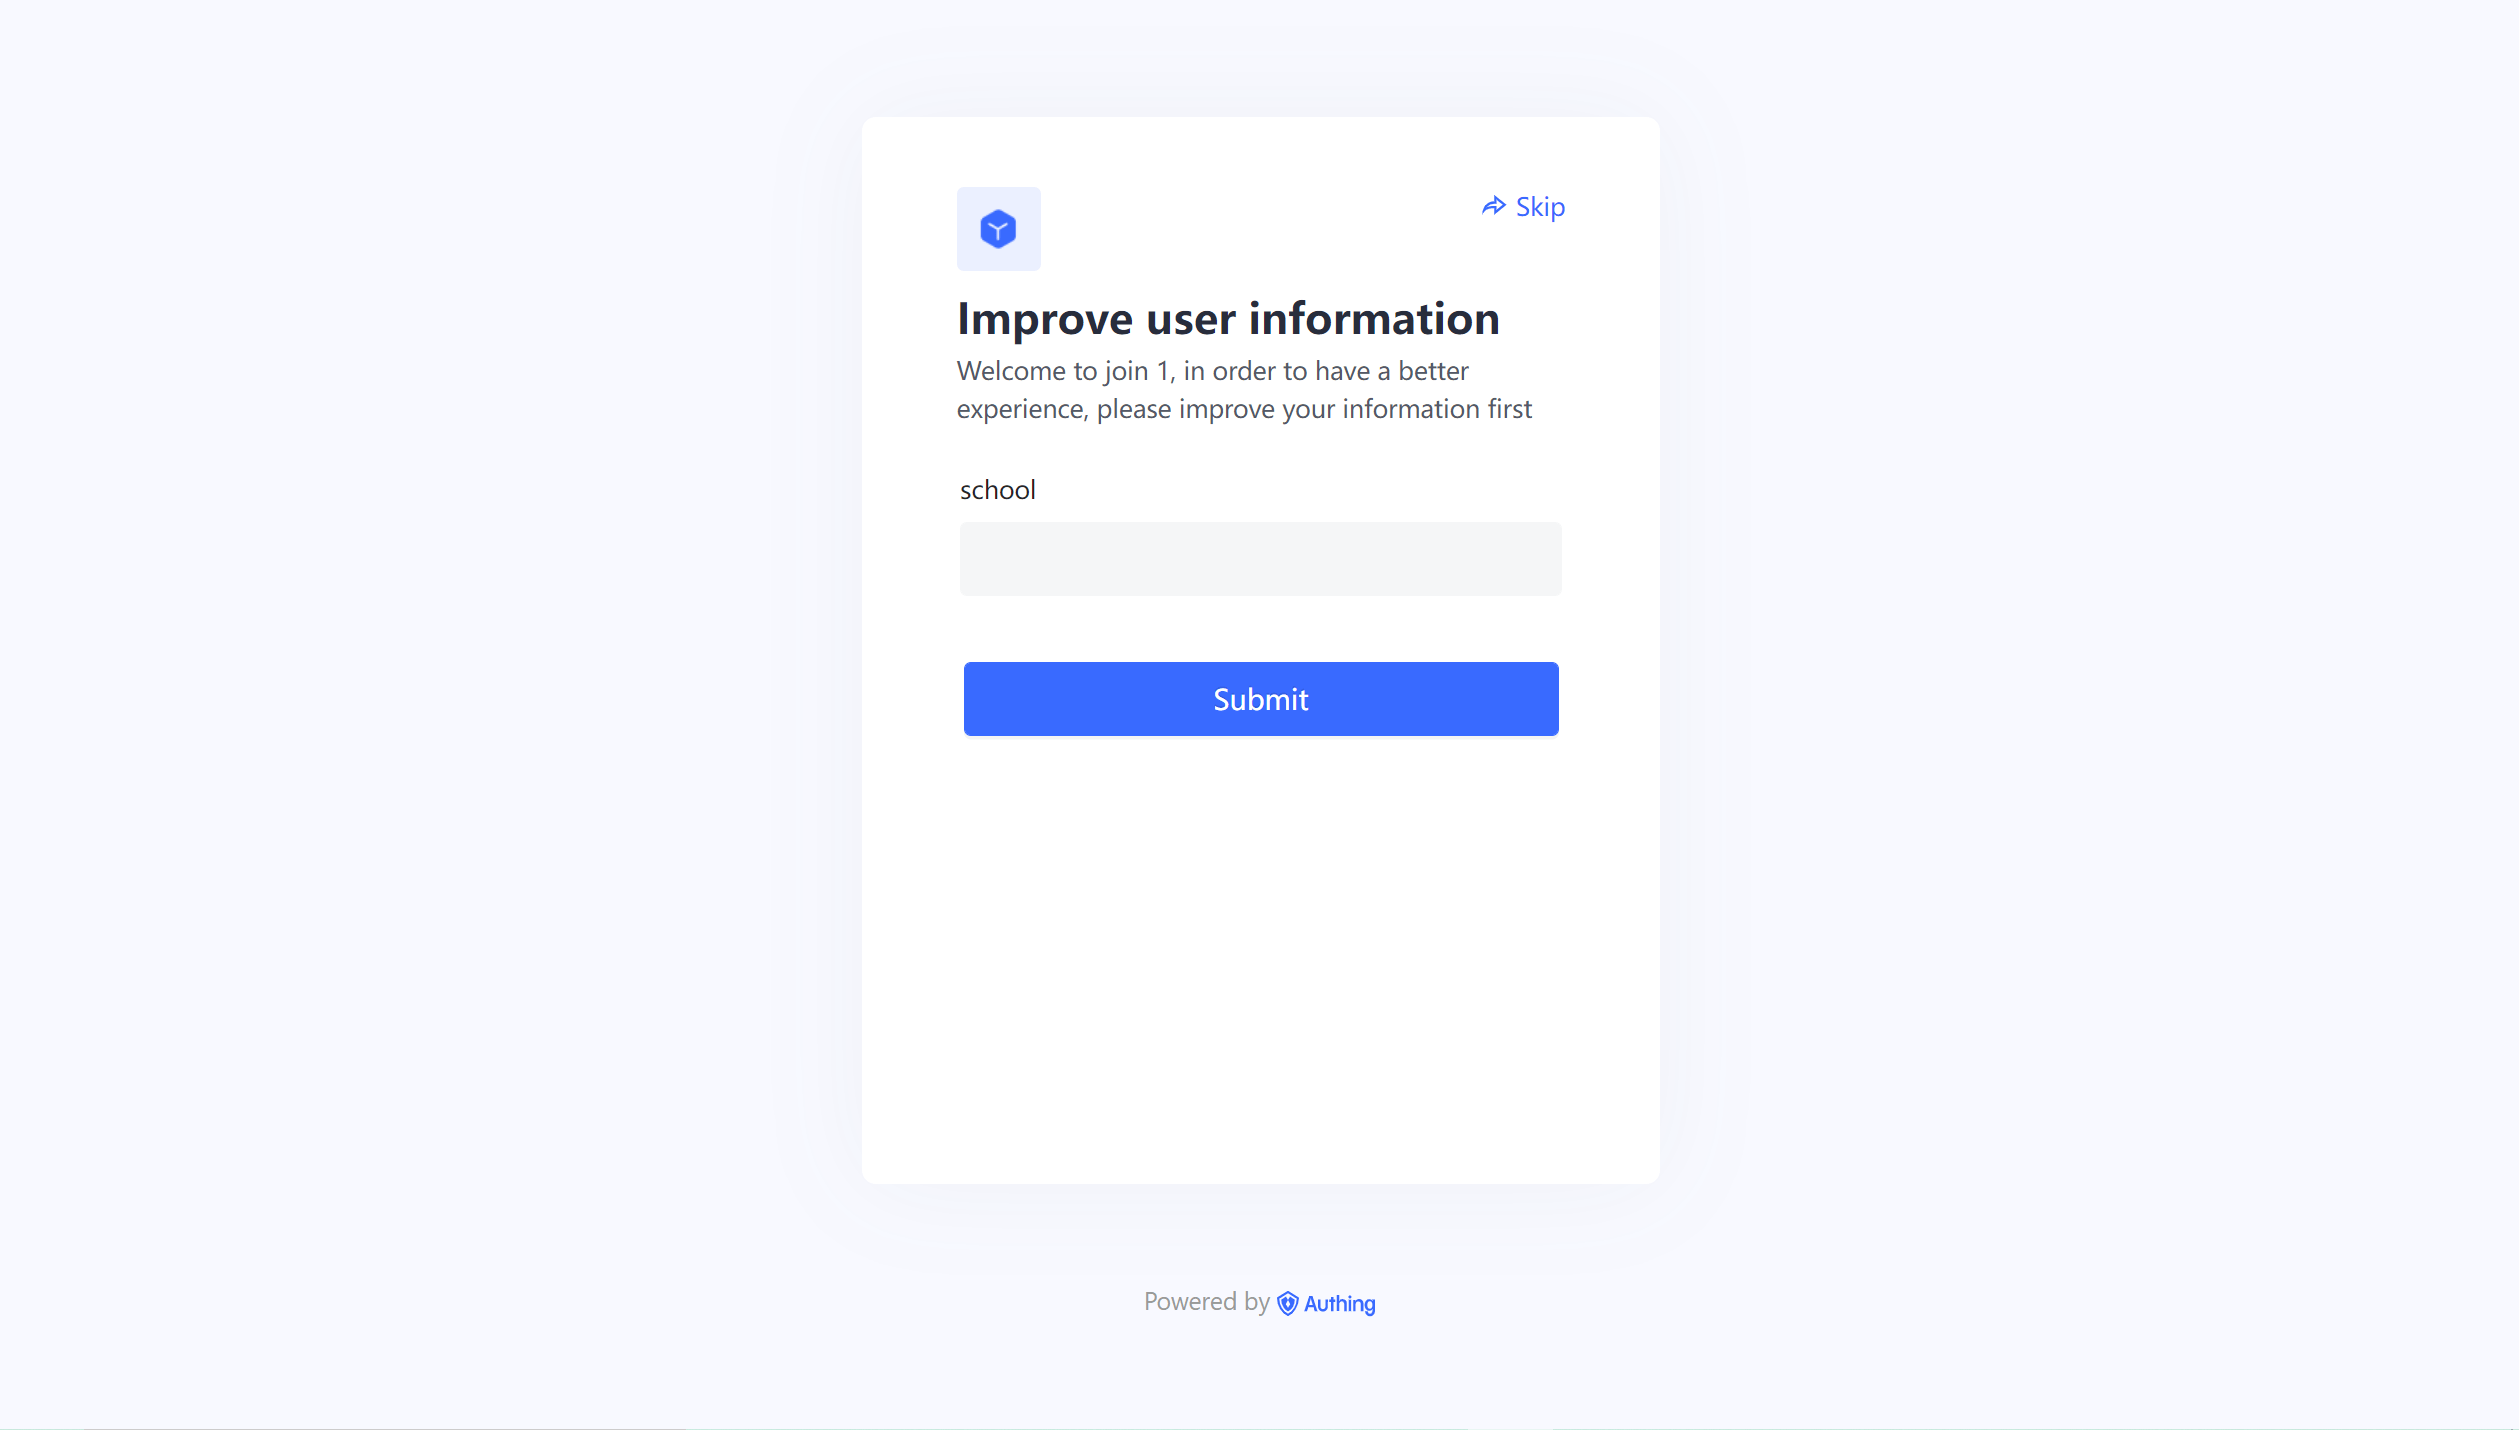 Skip
Improve user information
Welcome to join 1, in order to have a better
experience, please improve your information first
school
Submit
Powered by Authing